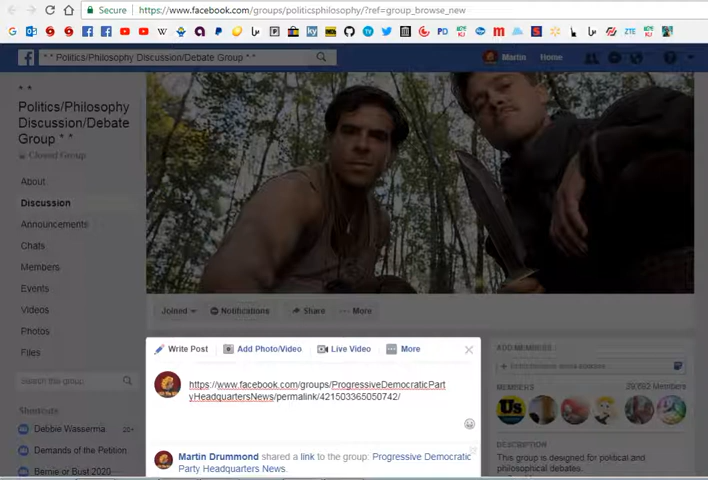 Secure https://www.facebook.com/groups/politicsphilosophy/?ref=group_browse_new
* * Politics/Philosophy Discussion/Debate Group * *
Martin Home
* *
Politics/Philosophy
Discussion/Debate
Group * *
Closed Group
About
Discussion
Announcements
Chats
Members
Events
Videos
Photos
Files
Search this group
Shortcuts
Debbie Wasserma...
Demands of the Petition
Bernie or Bust 2020
20+
Joined Notifications Share More
Write Post Add Photo/Video Live Video More
https://www.facebook.com/groups/ProgressiveDemocraticPart
yHeadquartersNews/permalink/421503365050742/
Martin Drummond shared a link to the group: Progressive Democratic
Party Headquarters News.
ADD MEMBERS
MEMBERS 29,682 Members
Us
DESCRIPTION
This group is designed for political and
philosophical debates.